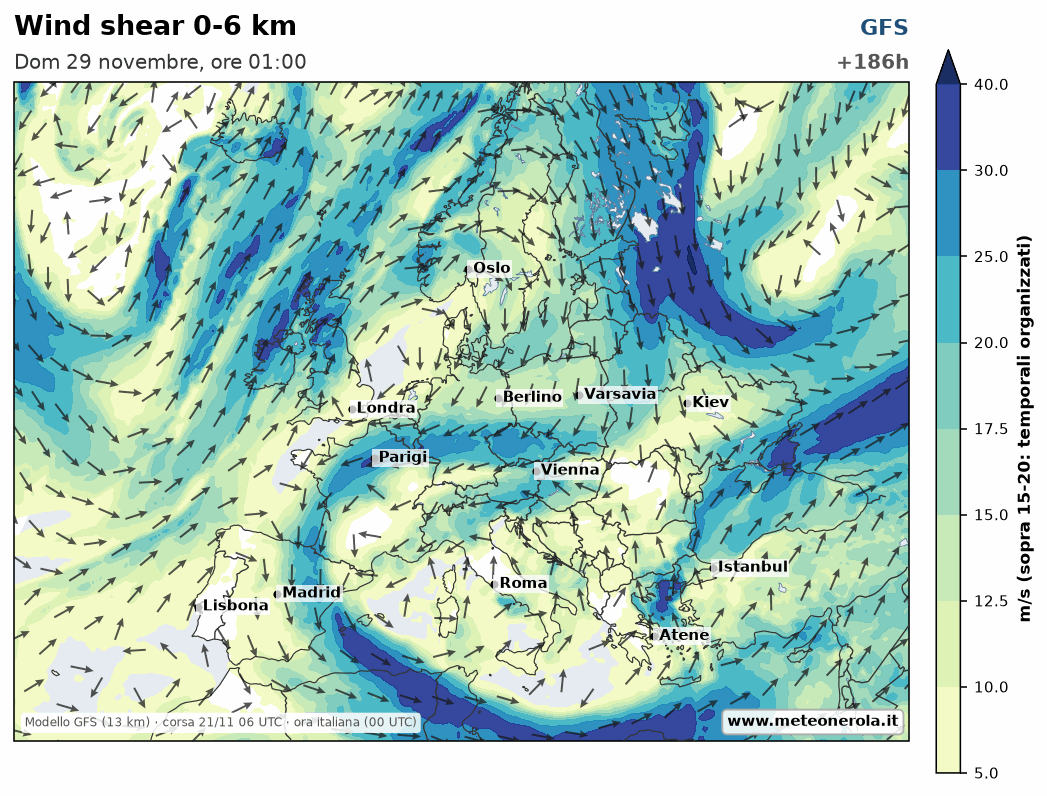 Wind shear 0-6 km
GFS
Dom 29 novembre, ore 01:00
+186h
40.0
30.0
25.0
20.0
17.5
15.0
12.5
10.0
5.0
m/s (sopra 15-20: temporali organizzati)
Oslo
Berlino
Varsavia
Kiev
Londra
Parigi
Vienna
Istanbul
Roma
Madrid
Lisbona
Atene
Modello GFS (13 km) · corsa 21/11 06 UTC · ora italiana (00 UTC)
www.meteonerola.it